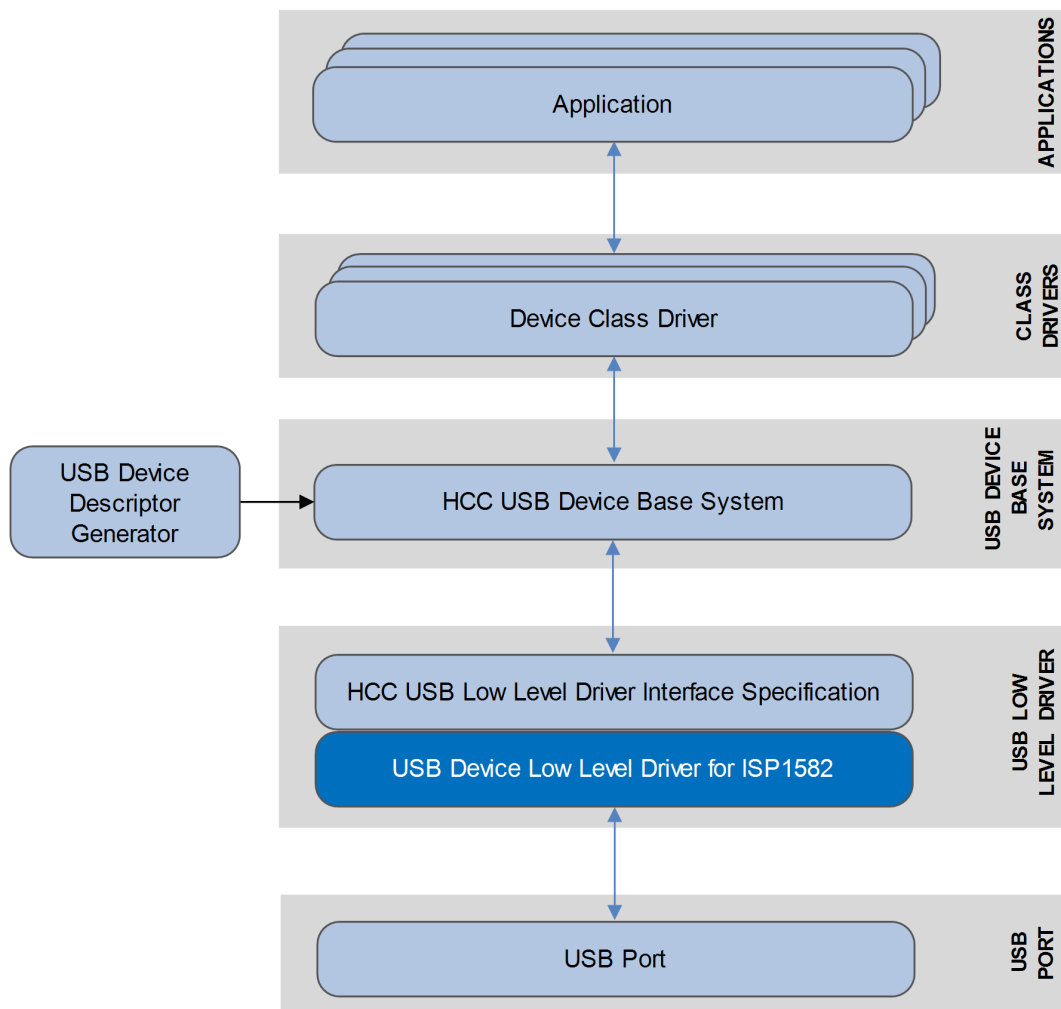 Application
APPLICATIONS
Device Class Driver
CLASS
DRIVERS
USB Device
Descriptor
Generator
HCC USB Device Base System
USB DEVICE
BASE
SYSTEM
HCC USB Low Level Driver Interface Specification
USB Device Low Level Driver for ISP1582
USB LOW
LEVEL DRIVER
USB Port
USB
PORT